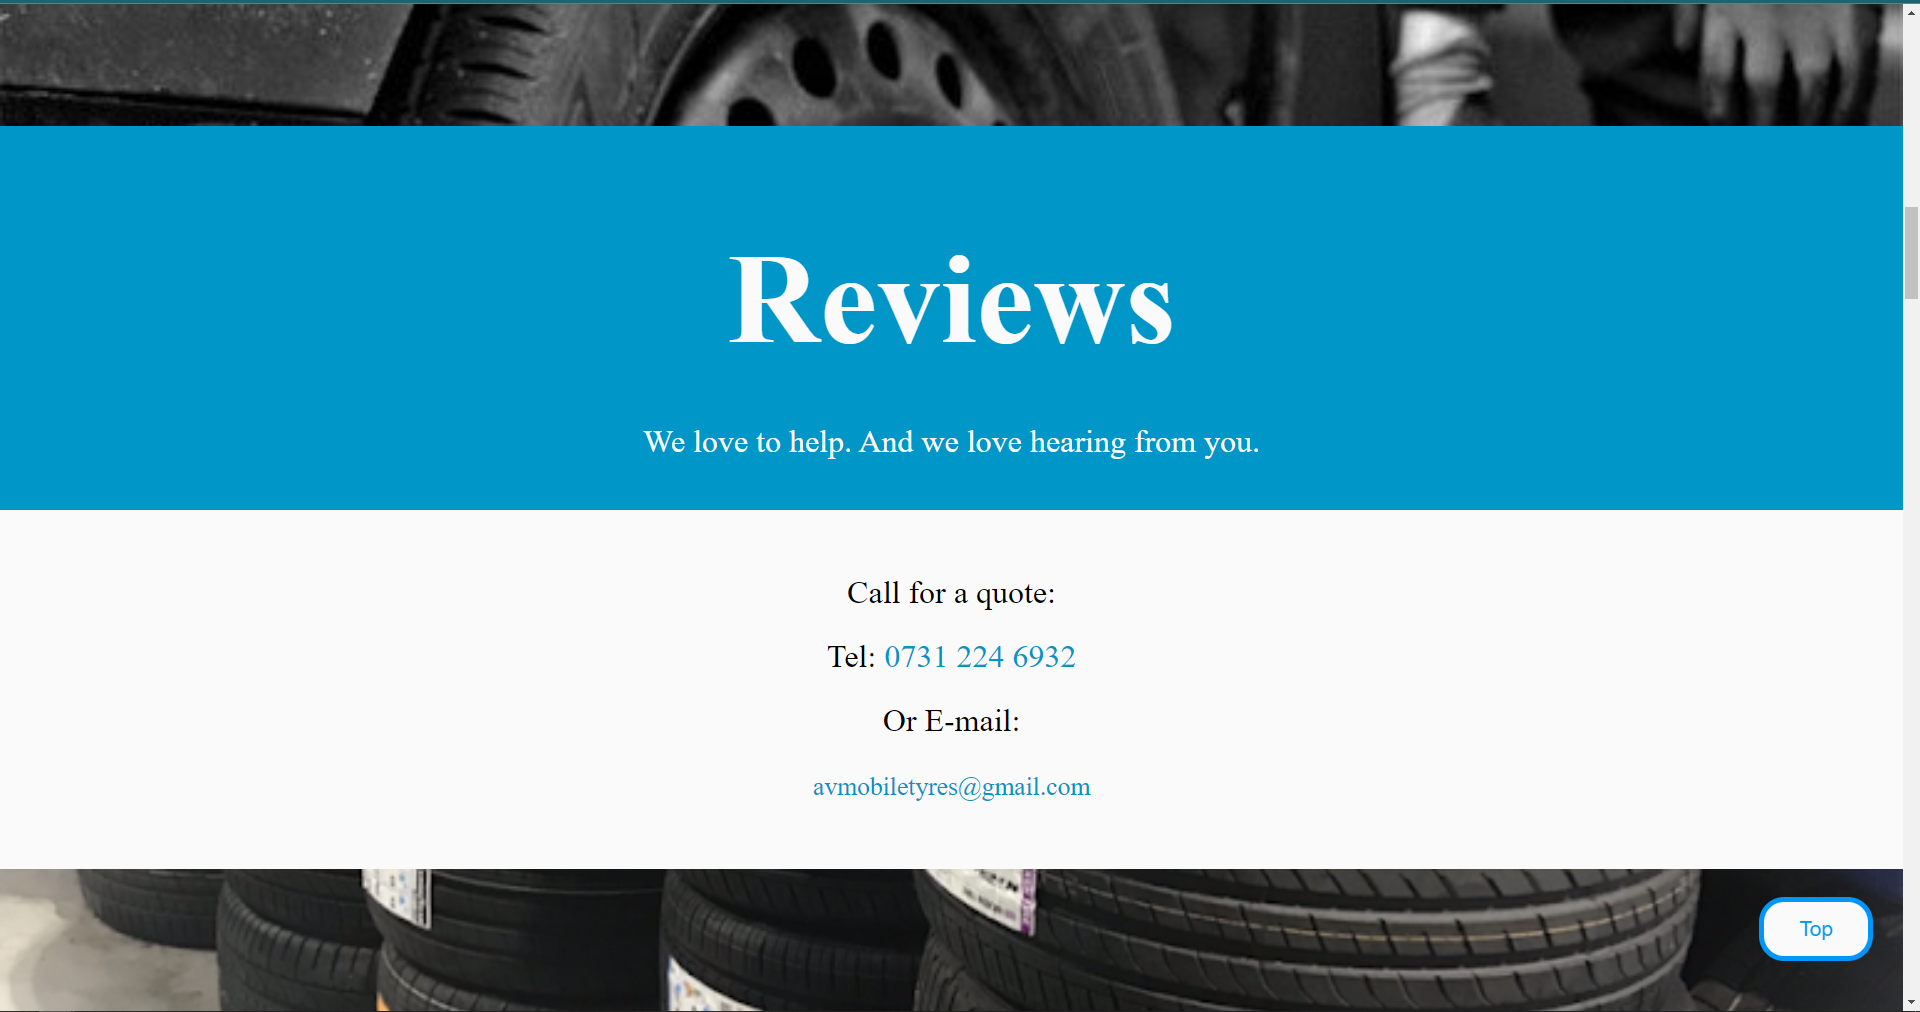 Reviews
We love to help. And we love hearing from you.
Call for a quote:
Tel: 0731 224 6932
Or E-mail:
avmobiletyres@gmail.com
Top